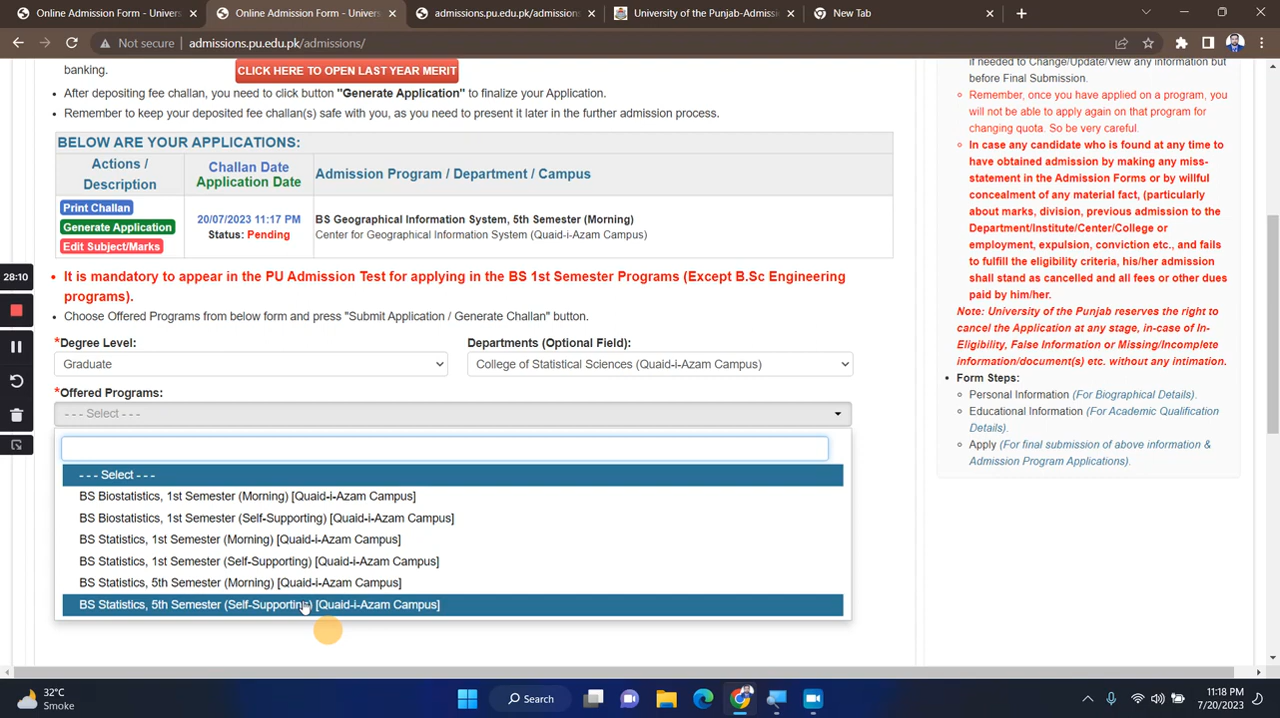 Online Admission Form - Univers
Online Admission Form - Univers
admissions.pu.edu.pk/admissions
University of the Punjab-Admissi
New Tab
Not secure
admissions.pu.edu.pk/admissions/
banking.
CLICK HERE TO OPEN LAST YEAR MERIT
After depositing fee challan, you need to click button "Generate Application" to finalize your Application.
Remember to keep your deposited fee challan(s) safe with you, as you need to present it later in the further admission process.
BELOW ARE YOUR APPLICATIONS:
Actions /
Description
Challan Date
Application Date
Admission Program / Department / Campus
Print Challan
Generate Application
Edit Subject/Marks
20/07/2023 11:17 PM
Status: Pending
BS Geographical Information System, 5th Semester (Morning)
Center for Geographical Information System (Quaid-i-Azam Campus)
It is mandatory to appear in the PU Admission Test for applying in the BS 1st Semester Programs (Except B.Sc Engineering
programs).
Choose Offered Programs from below form and press "Submit Application / Generate Challan" button.
*Degree Level:
Departments (Optional Field):
Graduate
College of Statistical Sciences (Quaid-i-Azam Campus)
*Offered Programs:
- - - Select - - -
- - - Select - - -
BS Biostatistics, 1st Semester (Morning) [Quaid-i-Azam Campus]
BS Biostatistics, 1st Semester (Self-Supporting) [Quaid-i-Azam Campus]
BS Statistics, 1st Semester (Morning) [Quaid-i-Azam Campus]
BS Statistics, 1st Semester (Self-Supporting) [Quaid-i-Azam Campus]
BS Statistics, 5th Semester (Morning) [Quaid-i-Azam Campus]
BS Statistics, 5th Semester (Self-Supporting) [Quaid-i-Azam Campus]
if needed to Change/Update/View any information but
before Final Submission.
Remember, once you have applied on a program, you
will not be able to apply again on that program for
changing quota. So be very careful.
In case any candidate who is found at any time to
have obtained admission by making any miss-
statement in the Admission Forms or by willful
concealment of any material fact, (particularly
about marks, division, previous admission to the
Department/Institute/Center/College or
employment, expulsion, conviction etc., and fails
to fulfill the eligibility criteria, his/her admission
shall stand as cancelled and all fees or other dues
paid by him/her.
Note: University of the Punjab reserves the right to
cancel the Application at any stage, in-case of In-
Eligibility, False Information or Missing/Incomplete
information/document(s) etc. without any intimation.
Form Steps:
Personal Information (For Biographical Details).
Educational Information (For Academic Qualification
Details).
Apply (For final submission of above information &
Admission Program Applications).
28:10
32°C
Smoke
Search
11:18 PM
7/20/2023